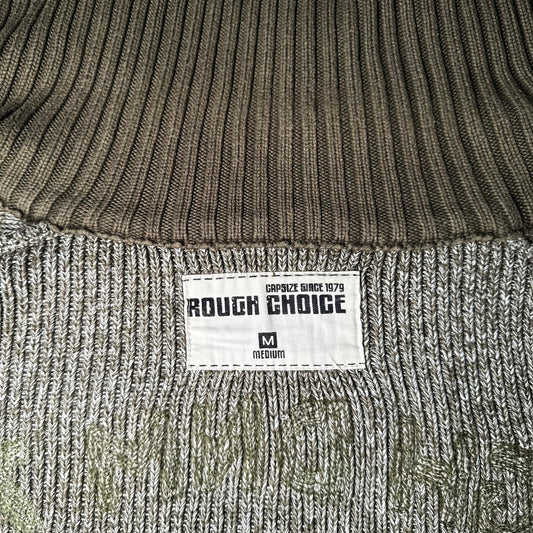 CAPSIZE SINCE 1979
ROUGH CHOICE
M
MEDIUM